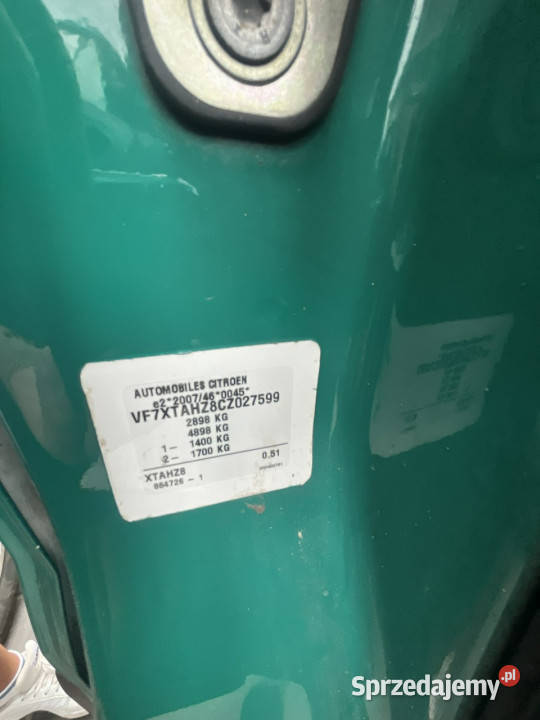 AUTOMOBILES CITROEN
e2*2007/46*0045*
VF7XTAHZ8CZ027599
2898 KG
4898 KG
1- 1400 KG
2- 1700 KG
XTAHZ8 0.51
864726 - 1
Sprzedajemy.pl